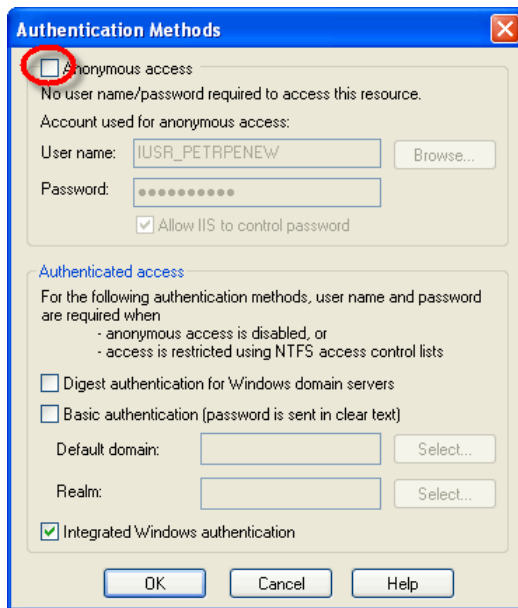 Authentication Methods
Anonymous access
No user name/password required to access this resource.
Account used for anonymous access:
User name: IUSR_PETRPENEW Browse...
Password: ●●●●●●●●●●
Allow IIS to control password
Authenticated access
For the following authentication methods, user name and password
are required when
- anonymous access is disabled, or
- access is restricted using NTFS access control lists
Digest authentication for Windows domain servers
Basic authentication (password is sent in clear text)
Default domain: Select...
Realm: Select...
Integrated Windows authentication
OK Cancel Help